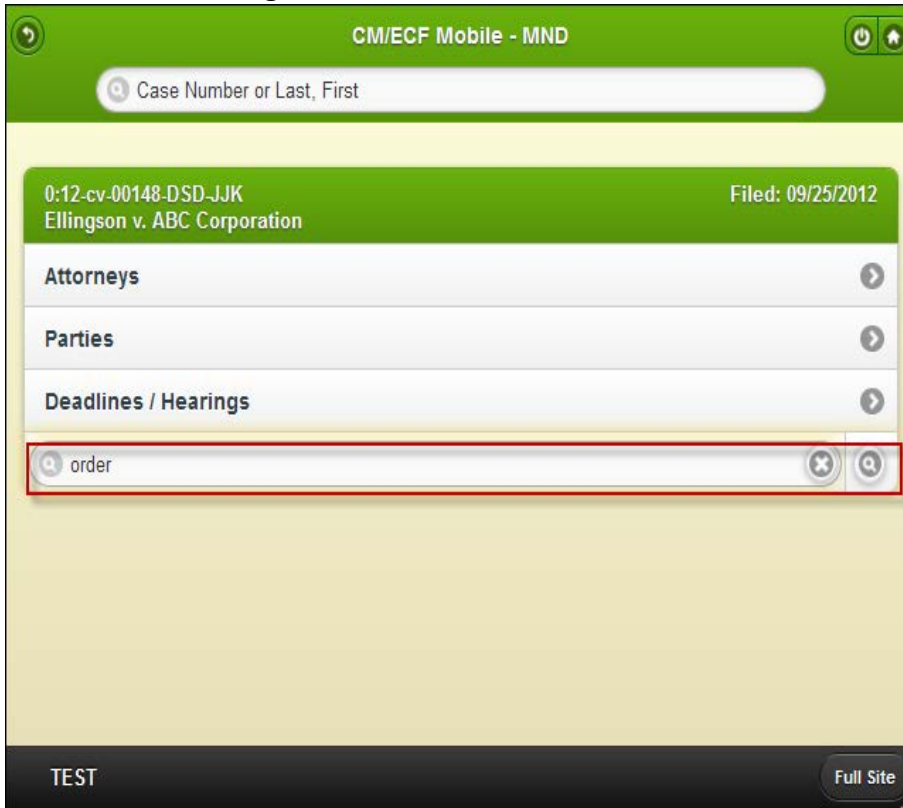 CM/ECF Mobile - MND
Case Number or Last, First
0:12-cv-00148-DSD-JJK Filed: 09/25/2012
Ellingson v. ABC Corporation
Attorneys
Parties
Deadlines / Hearings
order
TEST Full Site